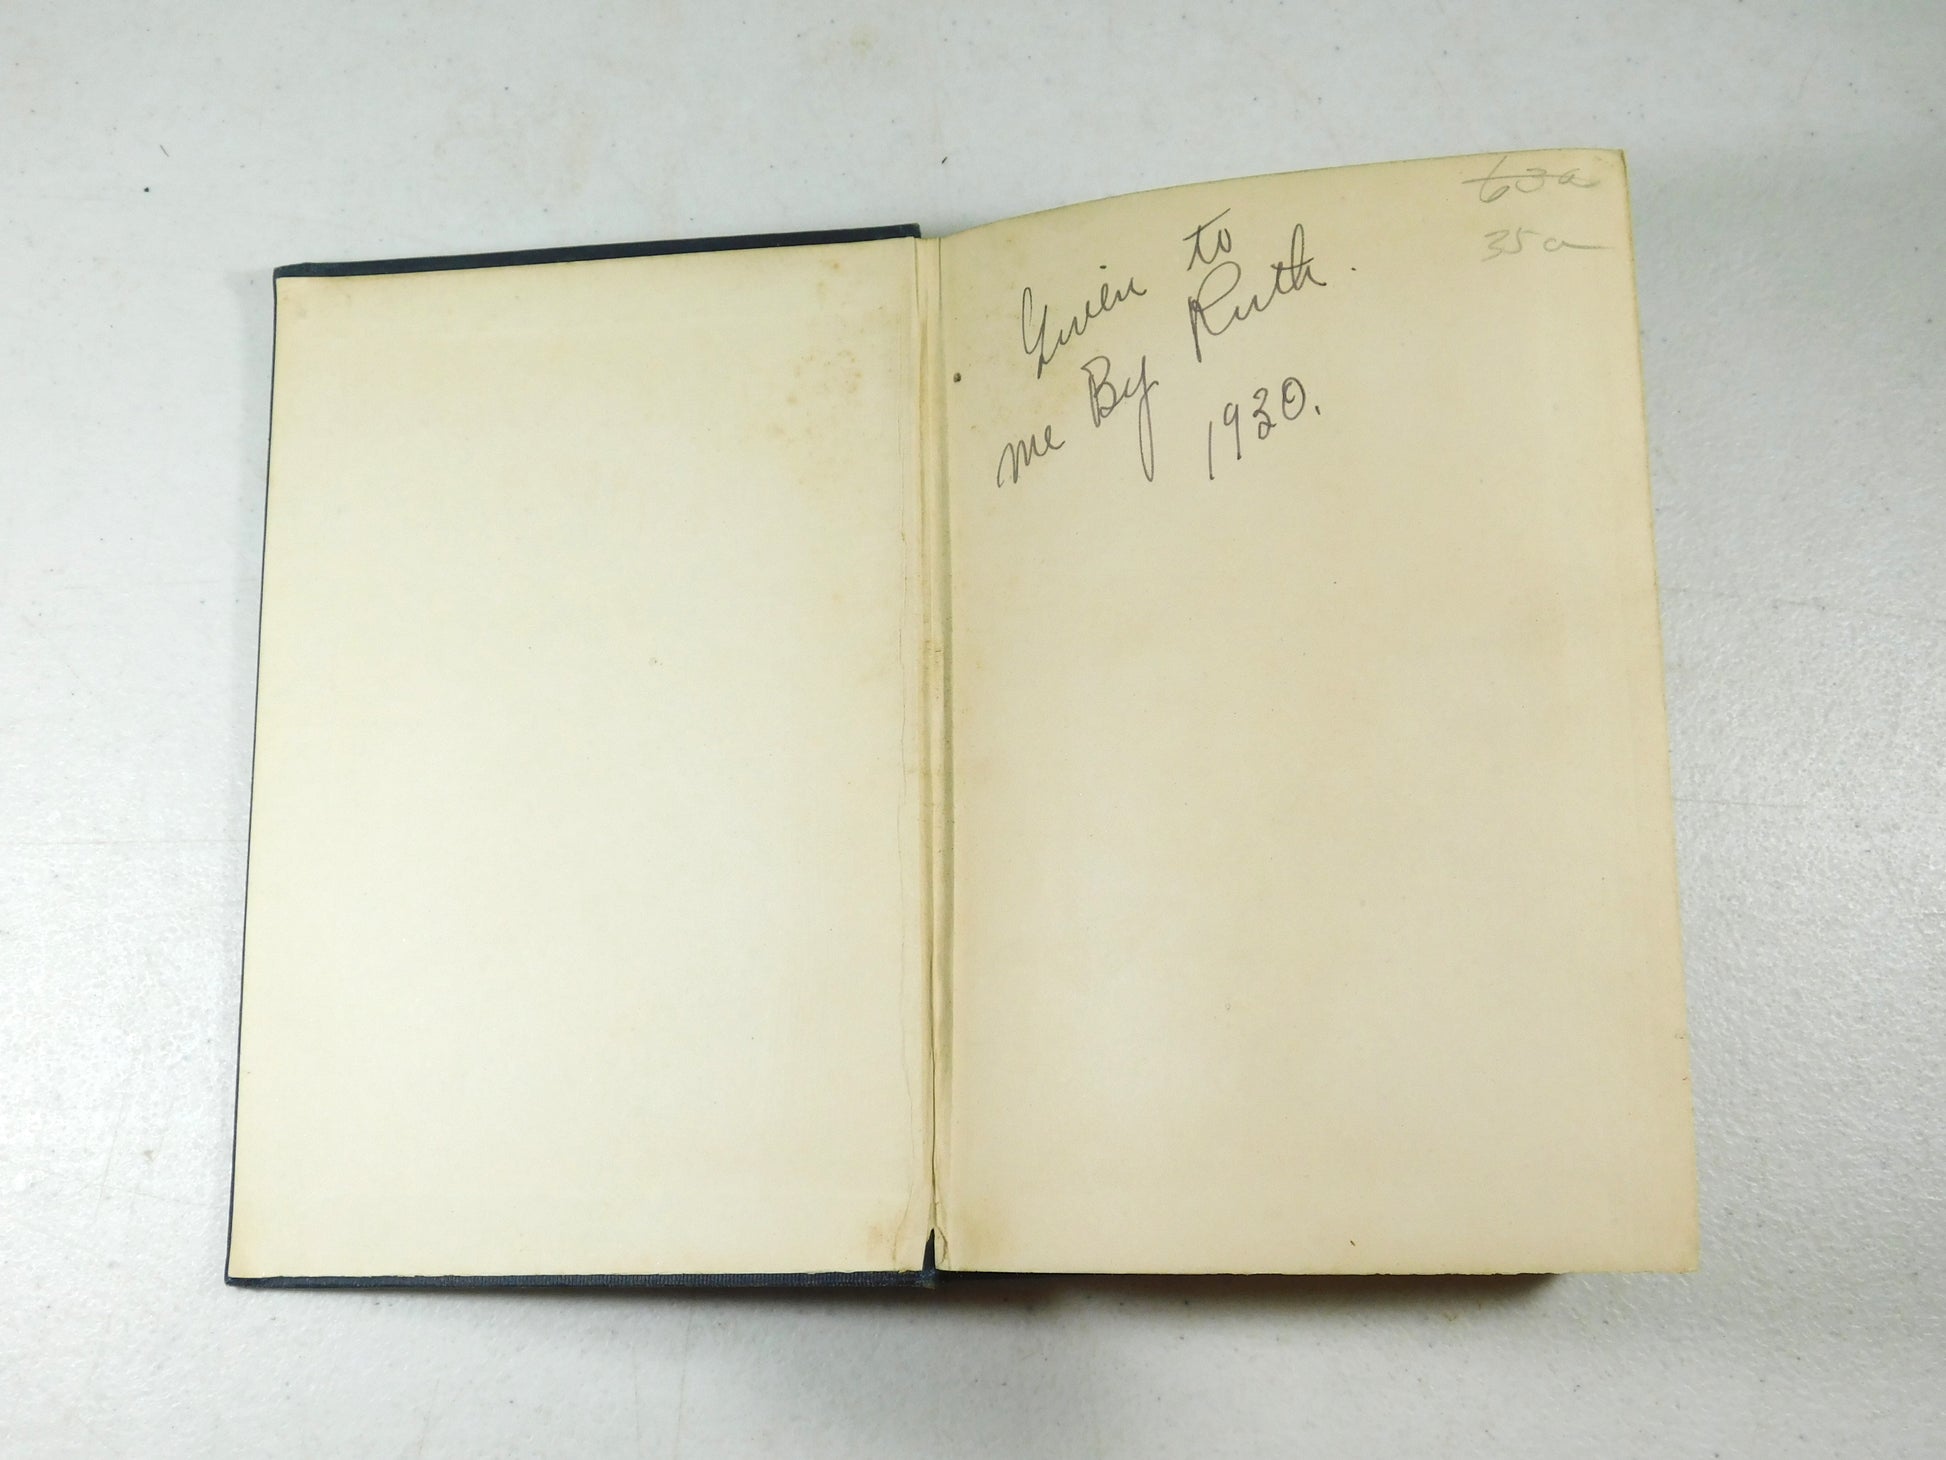 63a
35a
Given to
me By Ruth.
1930.